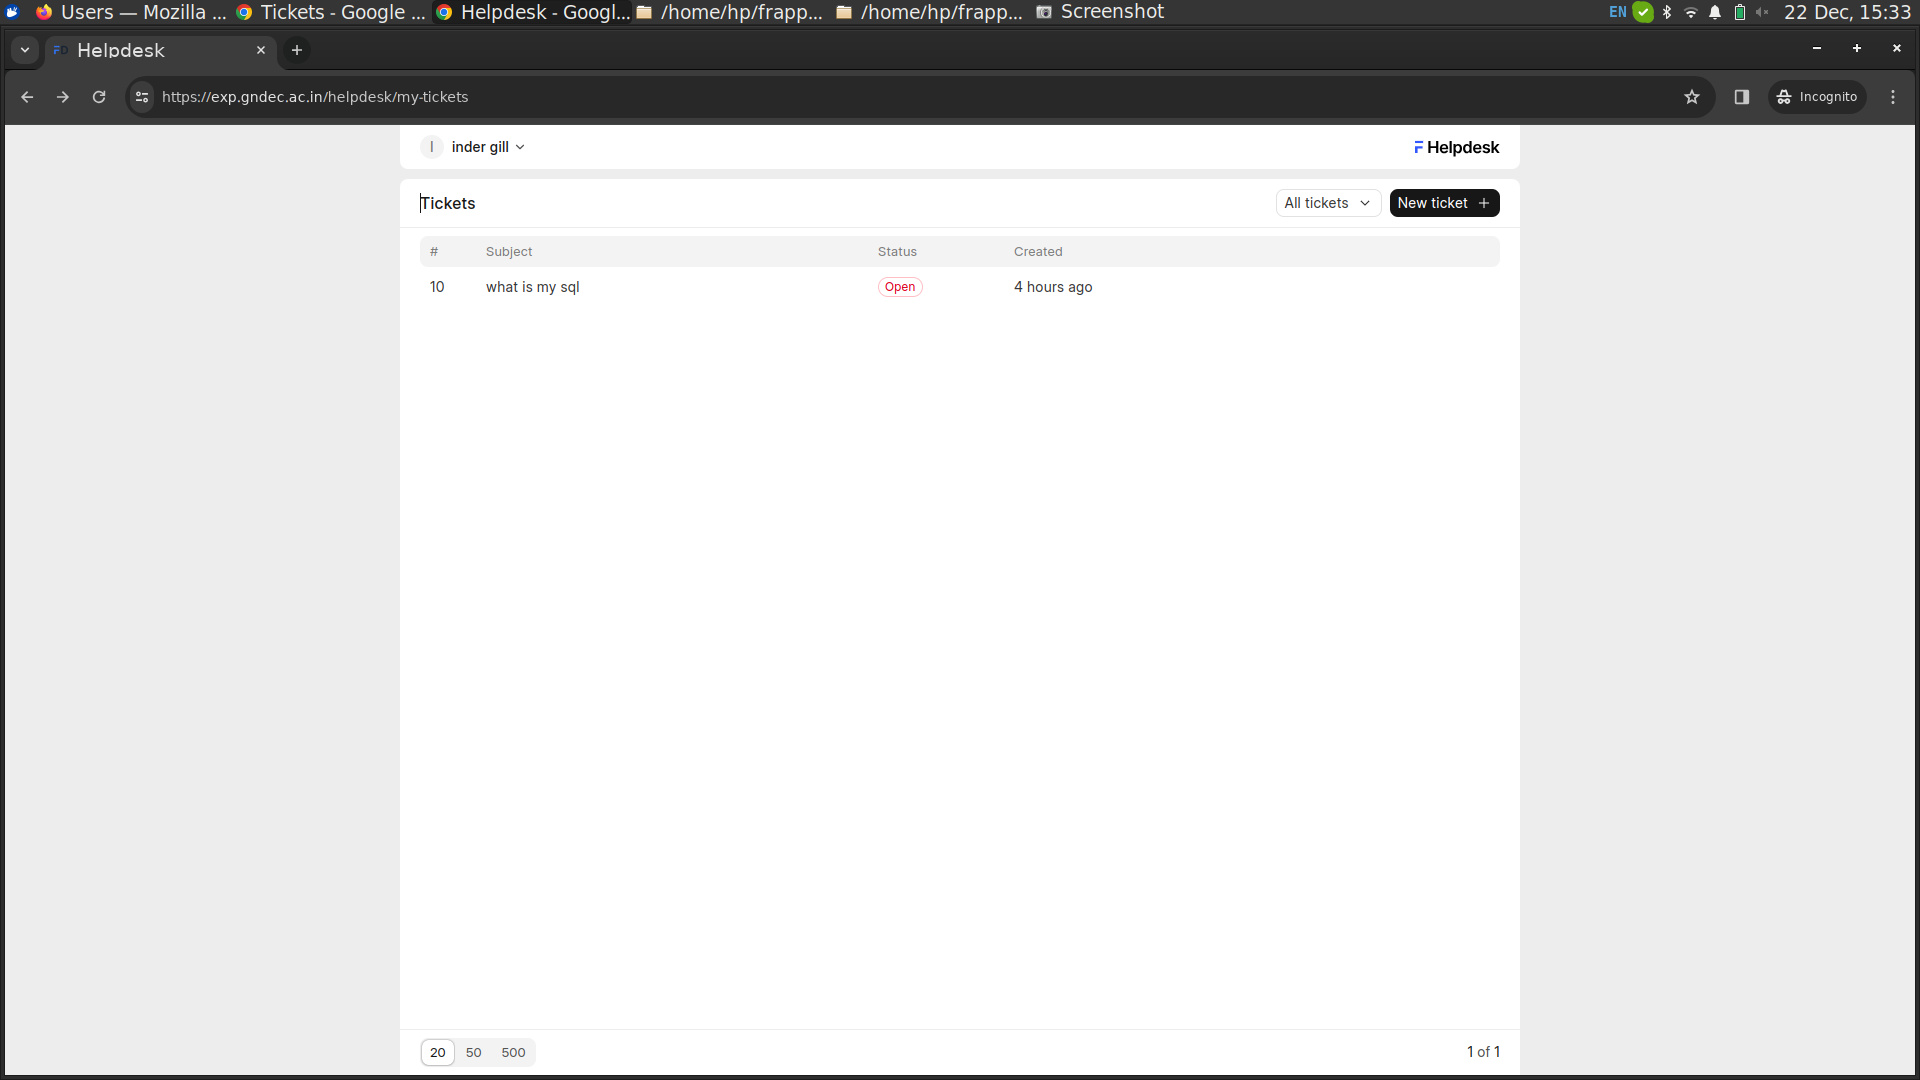 Users — Mozilla ... Tickets - Google ... Helpdesk - Googl... /home/hp/frapp... /home/hp/frapp... Screenshot EN 22 Dec, 15:33
Helpdesk
https://exp.gndec.ac.in/helpdesk/my-tickets Incognito
I inder gill Helpdesk
Tickets All tickets New ticket +
# Subject Status Created
10 what is my sql Open 4 hours ago
20 50 500 1 of 1